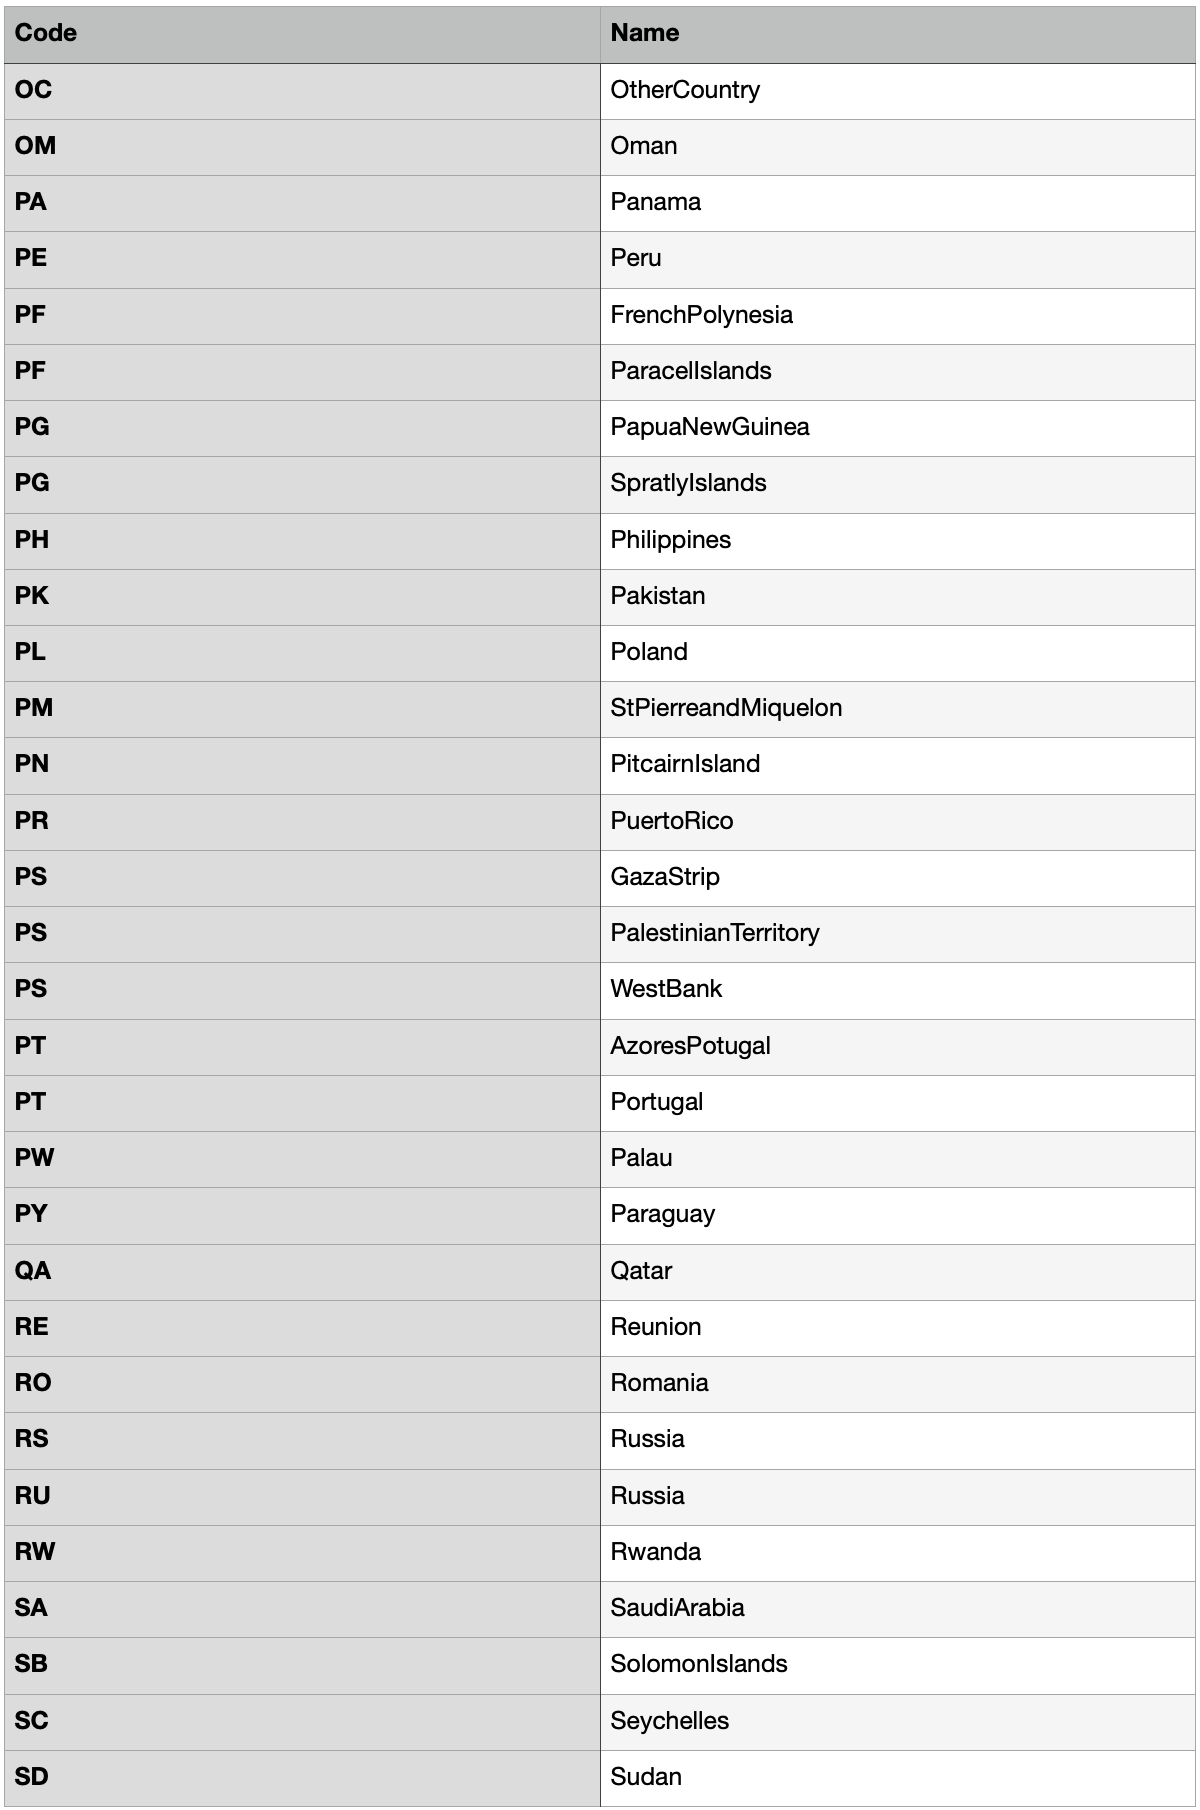 Code Name
OC OtherCountry
OM Oman
PA Panama
PE Peru
PF FrenchPolynesia
PF ParacelIslands
PG PapuaNewGuinea
PG SpratlyIslands
PH Philippines
PK Pakistan
PL Poland
PM StPierreandMiquelon
PN PitcairnIsland
PR PuertoRico
PS GazaStrip
PS PalestinianTerritory
PS WestBank
PT AzoresPotugal
PT Portugal
PW Palau
PY Paraguay
QA Qatar
RE Reunion
RO Romania
RS Russia
RU Russia
RW Rwanda
SA SaudiArabia
SB SolomonIslands
SC Seychelles
SD Sudan